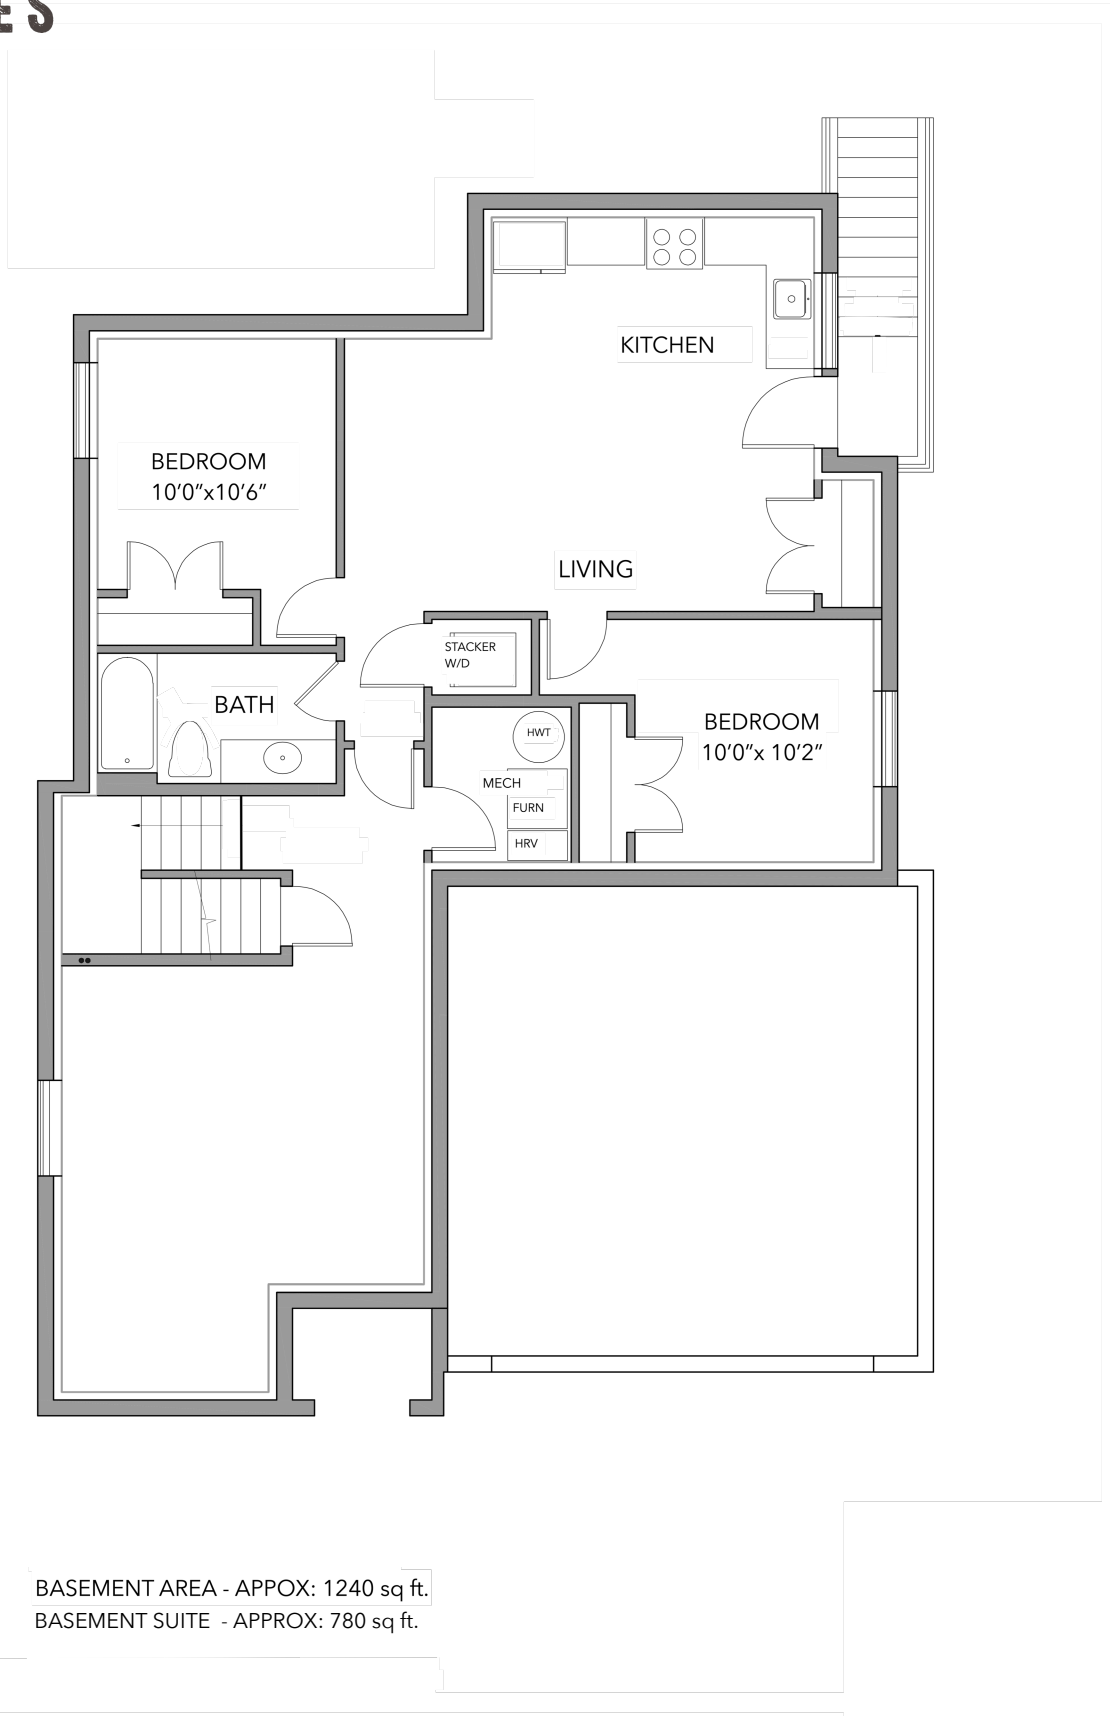 ES
KITCHEN
BEDROOM
10'0"x10'6"
LIVING
STACKER
W/D
BATH
BEDROOM
10'0"x 10'2"
HWT
MECH
FURN
HRV
BASEMENT AREA - APPOX: 1240 sq ft.
BASEMENT SUITE - APPROX: 780 sq ft.